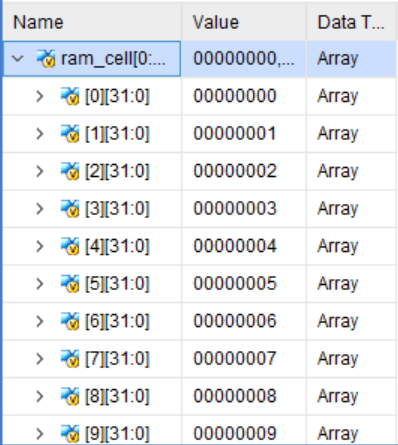 Name Value Data T...
ram_cell[0:... 00000000,... Array
[0][31:0] 00000000 Array
[1][31:0] 00000001 Array
[2][31:0] 00000002 Array
[3][31:0] 00000003 Array
[4][31:0] 00000004 Array
[5][31:0] 00000005 Array
[6][31:0] 00000006 Array
[7][31:0] 00000007 Array
[8][31:0] 00000008 Array
[9][31:0] 00000009 Array